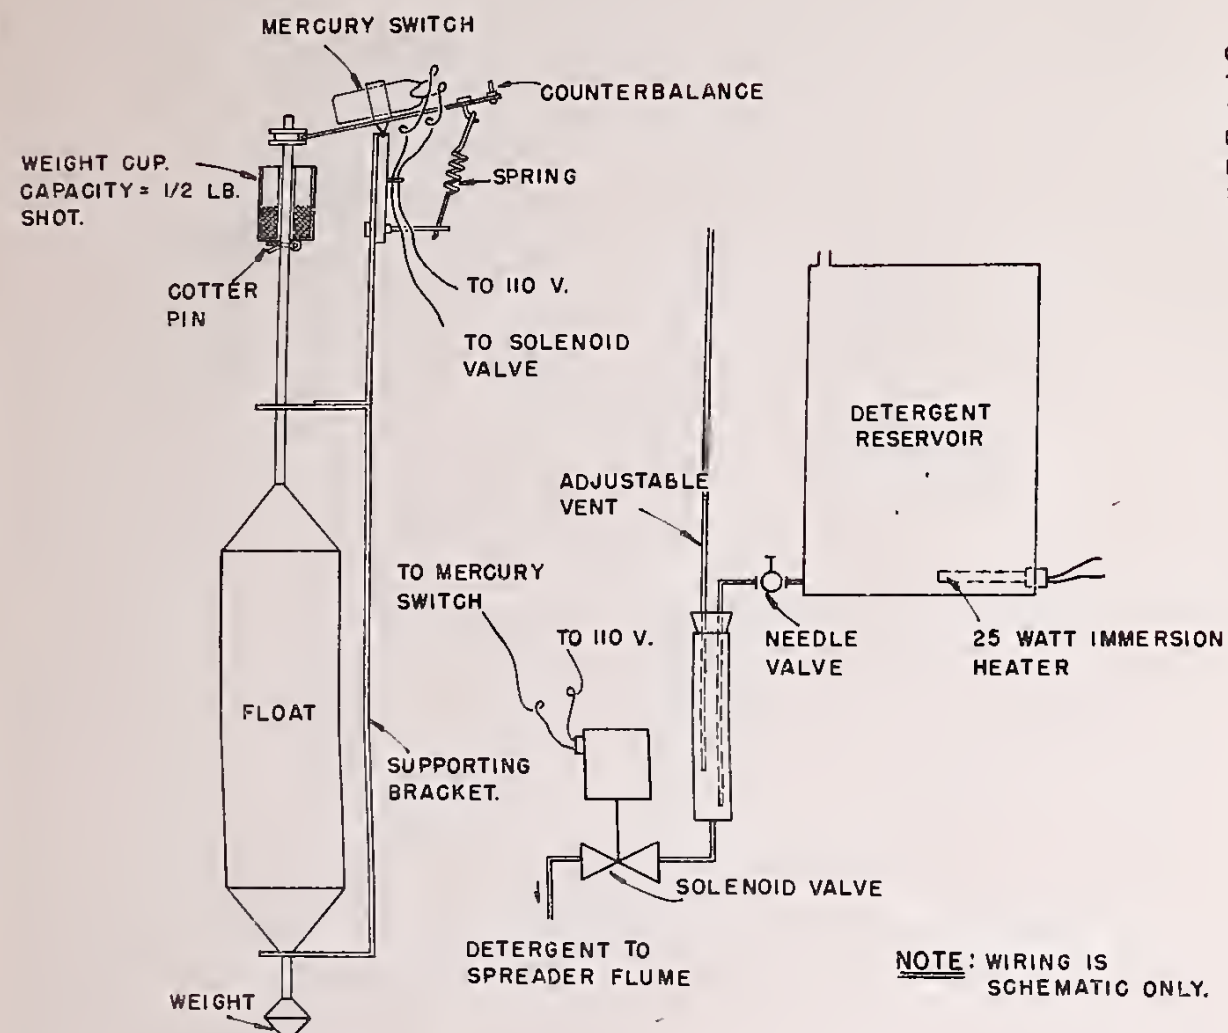 MERCURY SWITCH
COUNTERBALANCE
WEIGHT CUP.
CAPACITY = 1/2 LB.
SHOT.
SPRING
COTTER
PIN
TO 110 V.
TO SOLENOID
VALVE
DETERGENT
RESERVOIR
ADJUSTABLE
VENT
TO MERCURY
SWITCH
TO 110 V.
NEEDLE
VALVE
25 WATT IMMERSION
HEATER
FLOAT
SUPPORTING
BRACKET.
SOLENOID VALVE
DETERGENT TO
SPREADER FLUME
NOTE: WIRING IS
SCHEMATIC ONLY.
WEIGHT